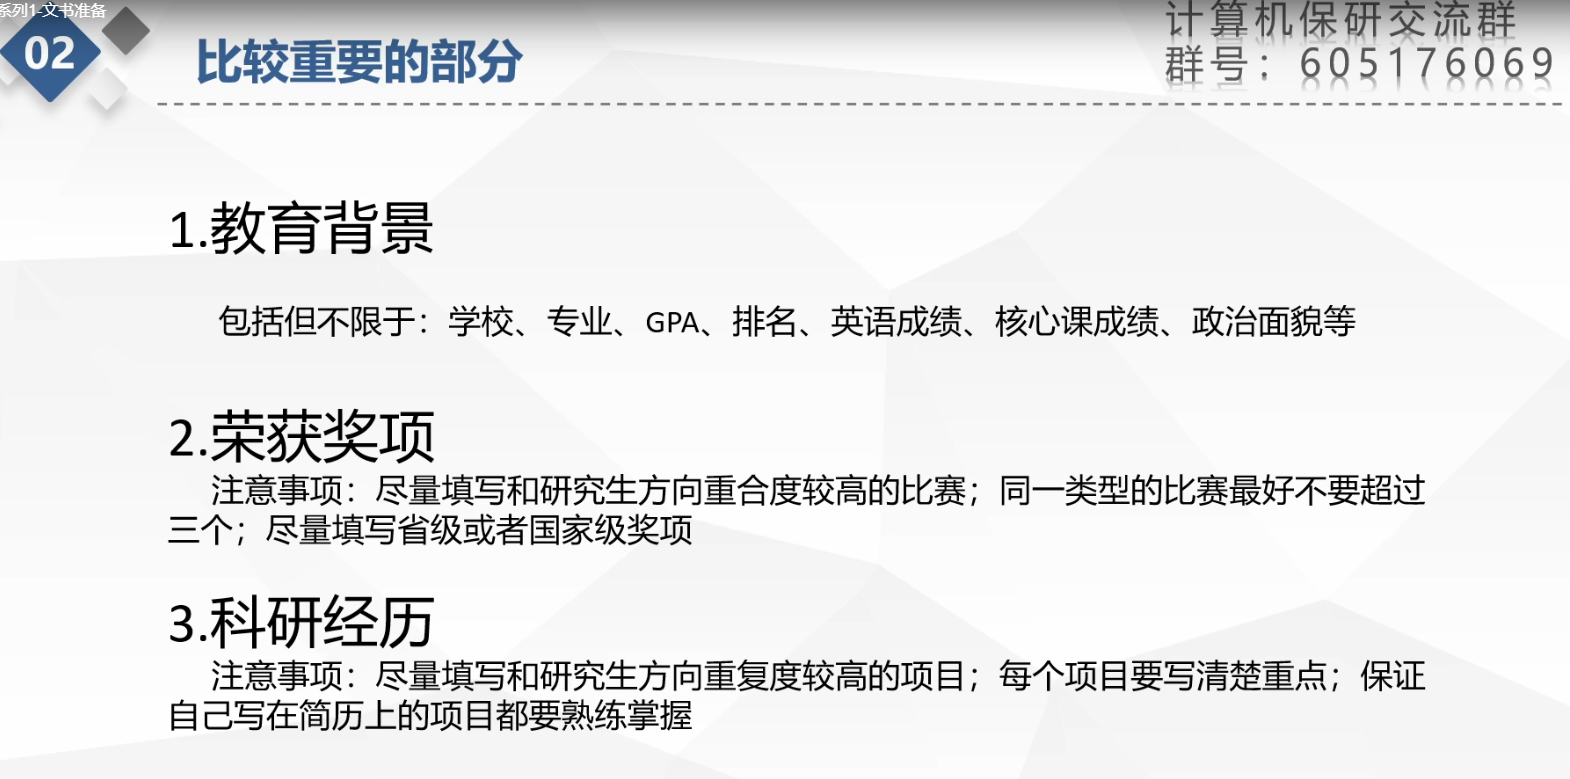 系列1-文书准备
02
比较重要的部分
计算机保研交流群
群号：605176069
1.教育背景
包括但不限于：学校、专业、GPA、排名、英语成绩、核心课成绩、政治面貌等
2.荣获奖项
注意事项：尽量填写和研究生方向重合度较高的比赛；同一类型的比赛最好不要超过
三个；尽量填写省级或者国家级奖项
3.科研经历
注意事项：尽量填写和研究生方向重复度较高的项目；每个项目要写清楚重点；保证
自己写在简历上的项目都要熟练掌握